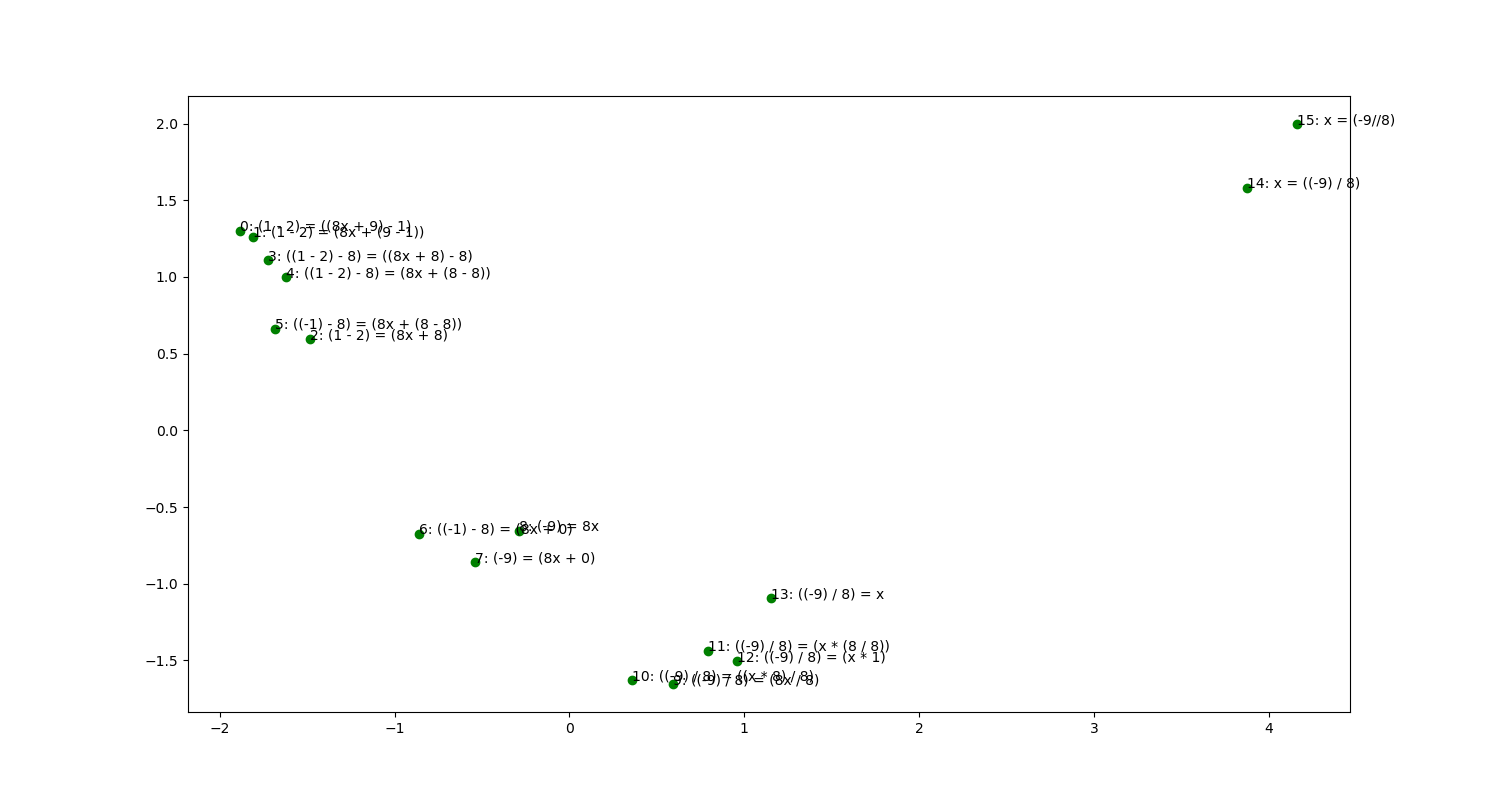 2.0
1.5
1.0
0.5
0.0
−0.5
−1.0
−1.5
−2
−1
0
1
2
3
4
15: x = (-9//8)
14: x = ((-9) / 8)
0: (1 - 2) = ((8x + 9) - 1)
1: (1 - 2) = (8x + (9 - 1))
3: ((1 - 2) - 8) = ((8x + 8) - 8)
4: ((1 - 2) - 8) = (8x + (8 - 8))
5: ((-1) - 8) = (8x + (8 - 8))
2: (1 - 2) = (8x + 8)
6: ((-1) - 8) = (8x + 0)
8: (-9) = 8x
7: (-9) = (8x + 0)
13: ((-9) / 8) = x
11: ((-9) / 8) = (x * (8 / 8))
12: ((-9) / 8) = (x * 1)
10: ((-9) / 8) = ((x * 8) / 8)
9: ((-9) / 8) = (8x / 8)